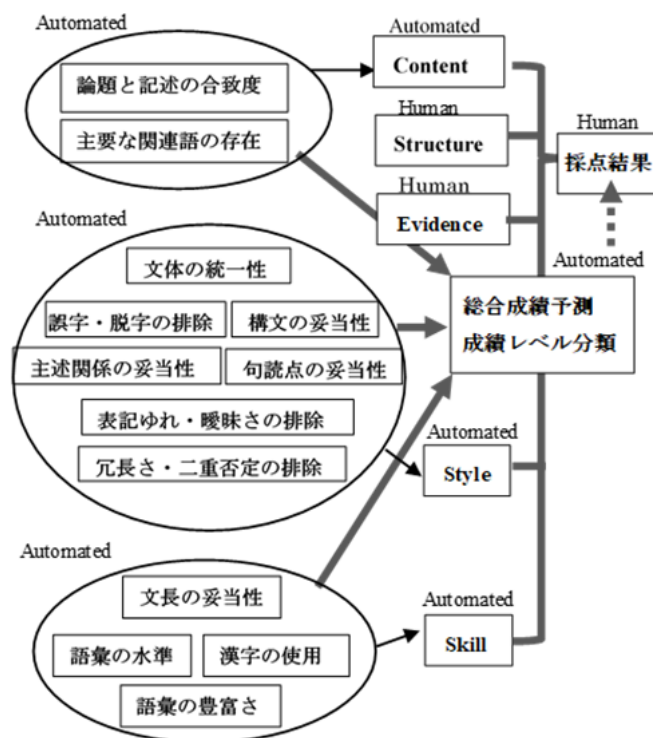 Automated
論題と記述の合致度
主要な関連語の存在
Automated
Content
Human
Structure
Human
Evidence
Human
採点結果
Automated
総合成績予測
成績レベル分類
Automated
文体の統一性
誤字・脱字の排除
構文の妥当性
主述関係の妥当性
句読点の妥当性
表記ゆれ・曖昧さの排除
冗長さ・二重否定の排除
Automated
Style
Automated
文長の妥当性
語彙の水準
漢字の使用
語彙の豊富さ
Automated
Skill